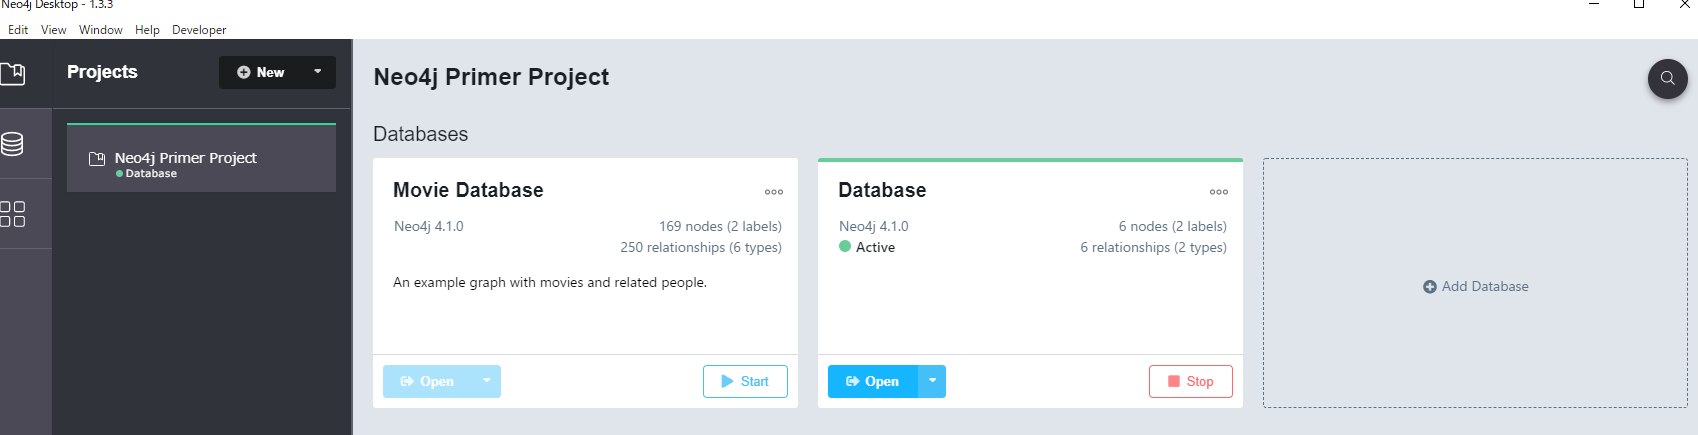 Neo4j Desktop - 1.3.3
Edit View Window Help Developer
Projects
New
Neo4j Primer Project
Database
Neo4j Primer Project
Databases
Movie Database
Neo4j 4.1.0
169 nodes (2 labels)
250 relationships (6 types)
An example graph with movies and related people.
Open
Start
Database
Neo4j 4.1.0
6 nodes (2 labels)
Active
6 relationships (2 types)
Open
Stop
Add Database